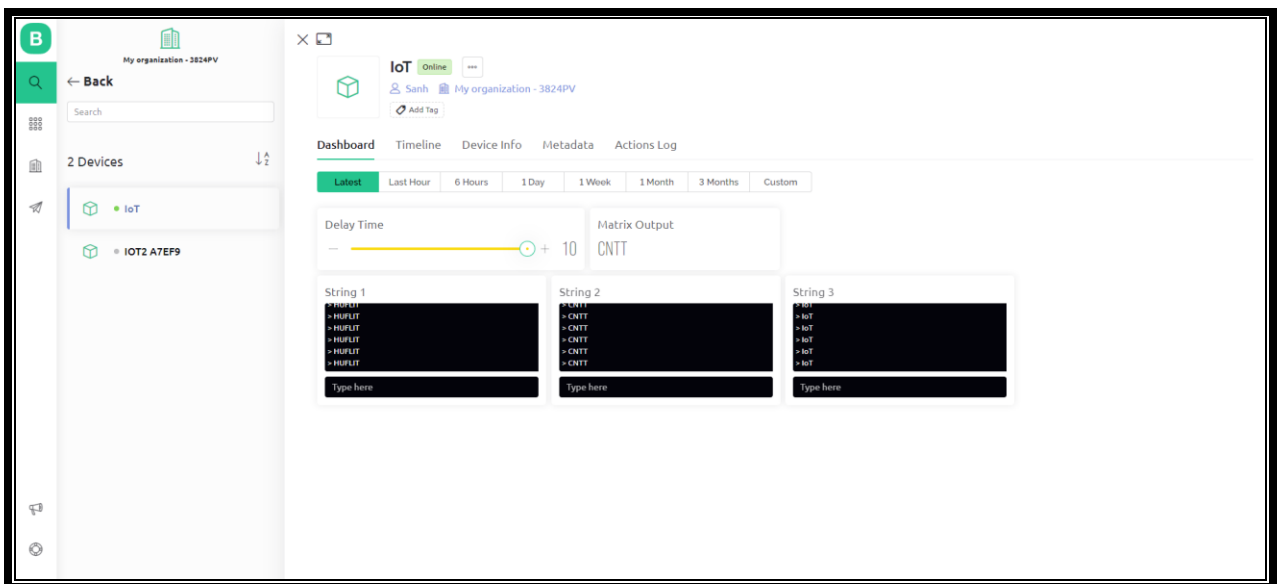 B
My organization - 3824PV
← Back
Search
2 Devices
A
Z
IoT
IOT2 A7EF9
IoT Online ...
Sanh My organization - 3824PV
Add Tag
Dashboard Timeline Device Info Metadata Actions Log
Latest Last Hour 6 Hours 1 Day 1 Week 1 Month 3 Months Custom
Delay Time
− + 10
Matrix Output
CNTT
String 1
> HUFLIT
> HUFLIT
> HUFLIT
> HUFLIT
> HUFLIT
> HUFLIT
Type here
String 2
> CNTT
> CNTT
> CNTT
> CNTT
> CNTT
> CNTT
Type here
String 3
> IoT
> IoT
> IoT
> IoT
> IoT
> IoT
Type here